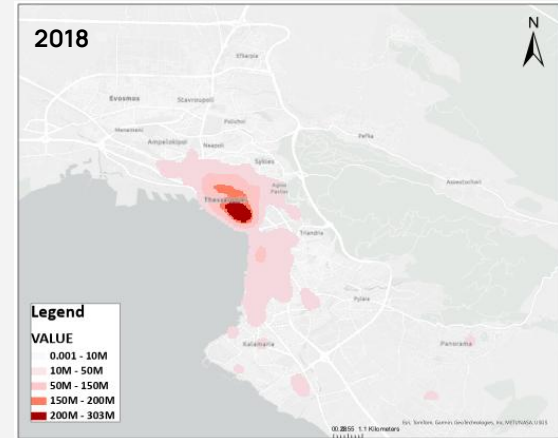 2018
N
Efkarpia
Evosmos
Stavroupoli
Polichni
Menemeni
Ampelokipoi
Neapoli
Pefka
Sykies
Asvestochori
Agios
Pavlos
Triandria
Pylaia
Kalamaria
Panorama
Legend
VALUE
0.001 - 10M
10M - 50M
50M - 150M
150M - 200M
200M - 303M
1.1 Kilometers
Esri, TomTom, Garmin, GeoTechnologies, Inc, METI/NASA, USGS